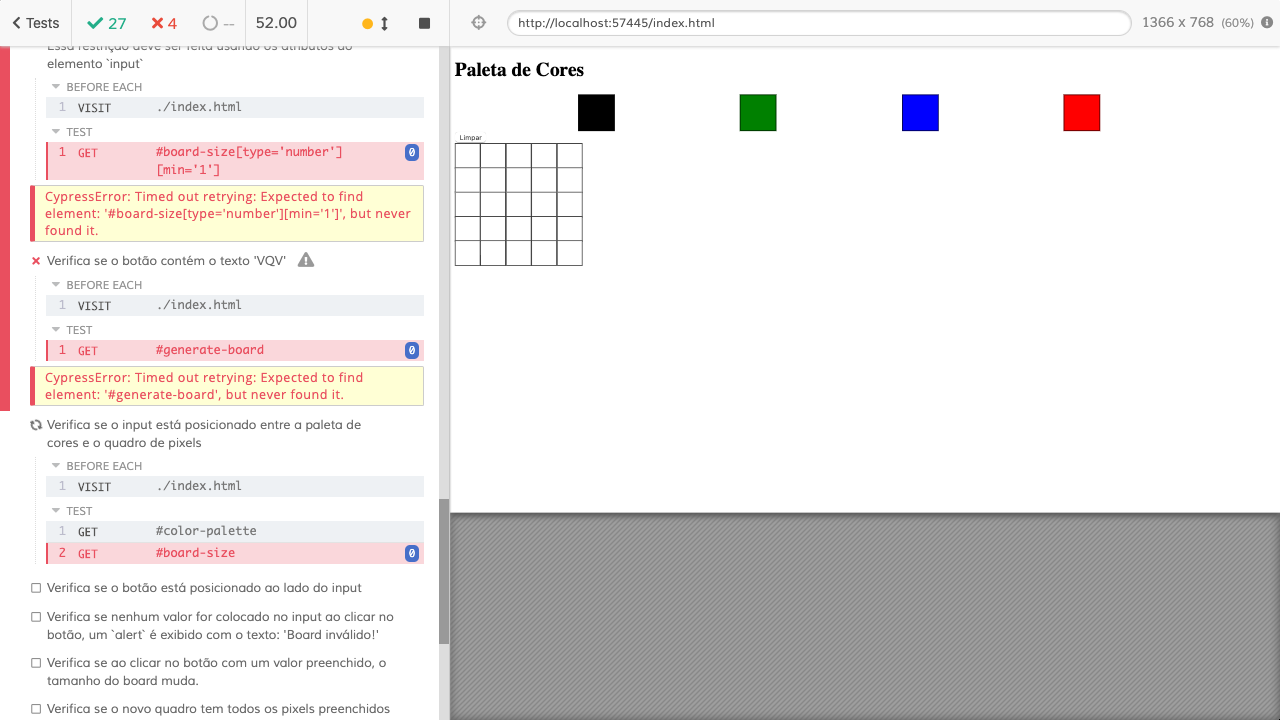 Tests 27 4 -- 52.00 http://localhost:57445/index.html 1366 x 768 (60%)
Essa restrição deve ser feita usando os atributos do
elemento `input`
BEFORE EACH
1 VISIT ./index.html
TEST
1 GET #board-size[type='number'] 0
[min='1']
CypressError: Timed out retrying: Expected to find
element: '#board-size[type='number'][min='1']', but never
found it.
Verifica se o botão contém o texto 'VQV'
BEFORE EACH
1 VISIT ./index.html
TEST
1 GET #generate-board 0
CypressError: Timed out retrying: Expected to find
element: '#generate-board', but never found it.
Verifica se o input está posicionado entre a paleta de
cores e o quadro de pixels
BEFORE EACH
1 VISIT ./index.html
TEST
1 GET #color-palette
2 GET #board-size 0
Verifica se o botão está posicionado ao lado do input
Verifica se nenhum valor for colocado no input ao clicar no
botão, um `alert` é exibido com o texto: 'Board inválido!'
Verifica se ao clicar no botão com um valor preenchido, o
tamanho do board muda.
Verifica se o novo quadro tem todos os pixels preenchidos
Paleta de Cores
Limpar